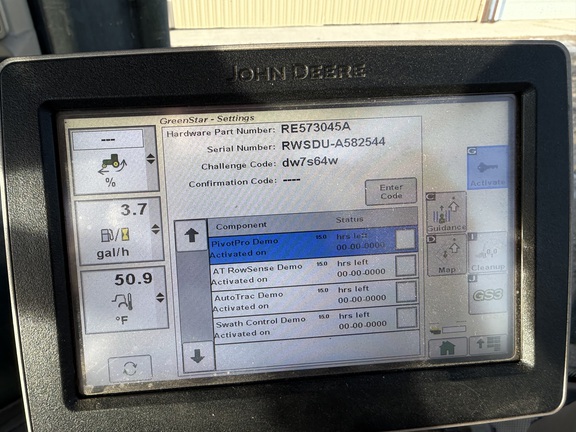 JOHN DEERE
GreenStar - Settings
Hardware Part Number: RE573045A
Serial Number: RWSDU-A582544
Challenge Code: dw7s64w
Confirmation Code: ----
Enter
Code
---
%
3.7
gal/h
50.9
°F
Component Status
PivotPro Demo 15.0 hrs left
Activated on 00-00-0000
AT RowSense Demo 15.0 hrs left
Activated on 00-00-0000
AutoTrac Demo 15.0 hrs left
Activated on 00-00-0000
Swath Control Demo 15.0 hrs left
Activated on 00-00-0000
G
Activate
Guidance
Map
I
Cleanup
J
GS3